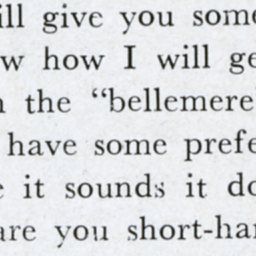 ill give you some
w how I will ge
the "bellemere
have some prefe
e it sounds it do
are you short-har